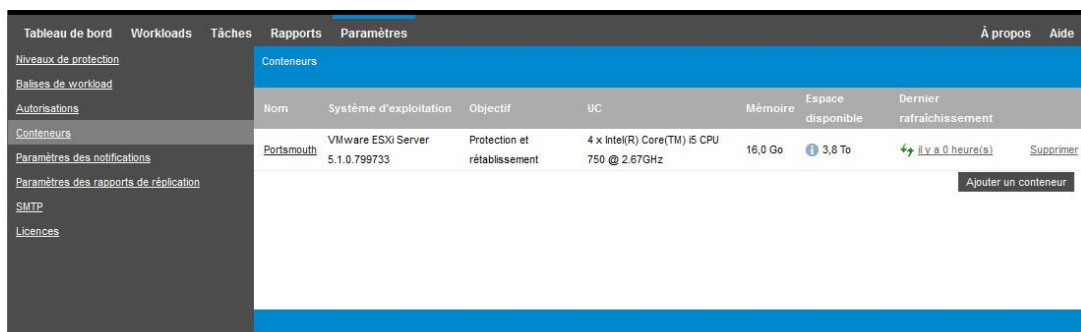 Tableau de bord Workloads Tâches Rapports Paramètres À propos Aide
Niveaux de protection
Balises de workload
Autorisations
Conteneurs
Paramètres des notifications
Paramètres des rapports de réplication
SMTP
Licences
Conteneurs
Nom Système d'exploitation Objectif UC Mémoire Espace disponible Dernier rafraîchissement
Portsmouth VMware ESXi Server 5.1.0.799733 Protection et rétablissement 4 x Intel(R) Core(TM) i5 CPU 750 @ 2.67GHz 16,0 Go 3,8 To il y a 0 heure(s) Supprimer
Ajouter un conteneur